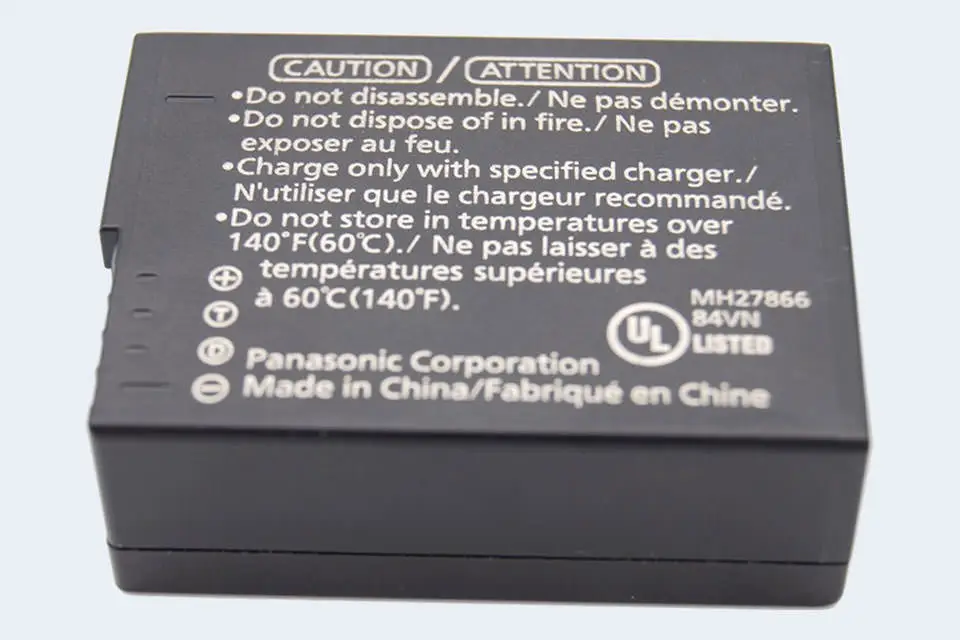 CAUTION / ATTENTION
•Do not disassemble./ Ne pas démonter.
•Do not dispose of in fire./ Ne pas
exposer au feu.
•Charge only with specified charger./
N'utiliser que le chargeur recommandé.
•Do not store in temperatures over
140°F(60°C)./ Ne pas laisser à des
températures supérieures
à 60°C(140°F).
+
T
D
−
Panasonic Corporation
Made in China/Fabriqué en Chine
UL
MH27866
84VN
LISTED